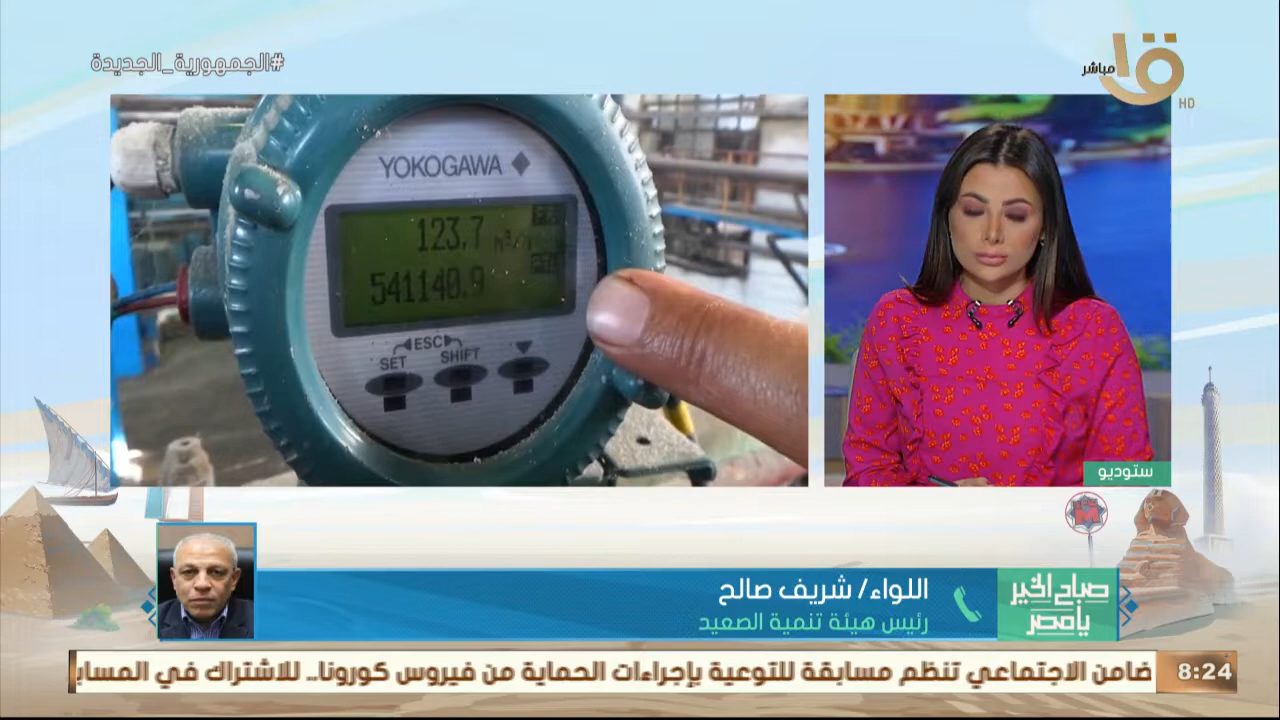 #الجمهورية_الجديدة
مباشر
HD
YOKOGAWA
123.7
541140.9
ESC
SET SHIFT
ستوديو
M
صباح الخير
يا مصر
اللواء/ شريف صالح
رئيس هيئة تنمية الصعيد
8:24
ضامن الاجتماعي تنظم مسابقة للتوعية بإجراءات الحماية من فيروس كورونا.. للاشتراك في المساب